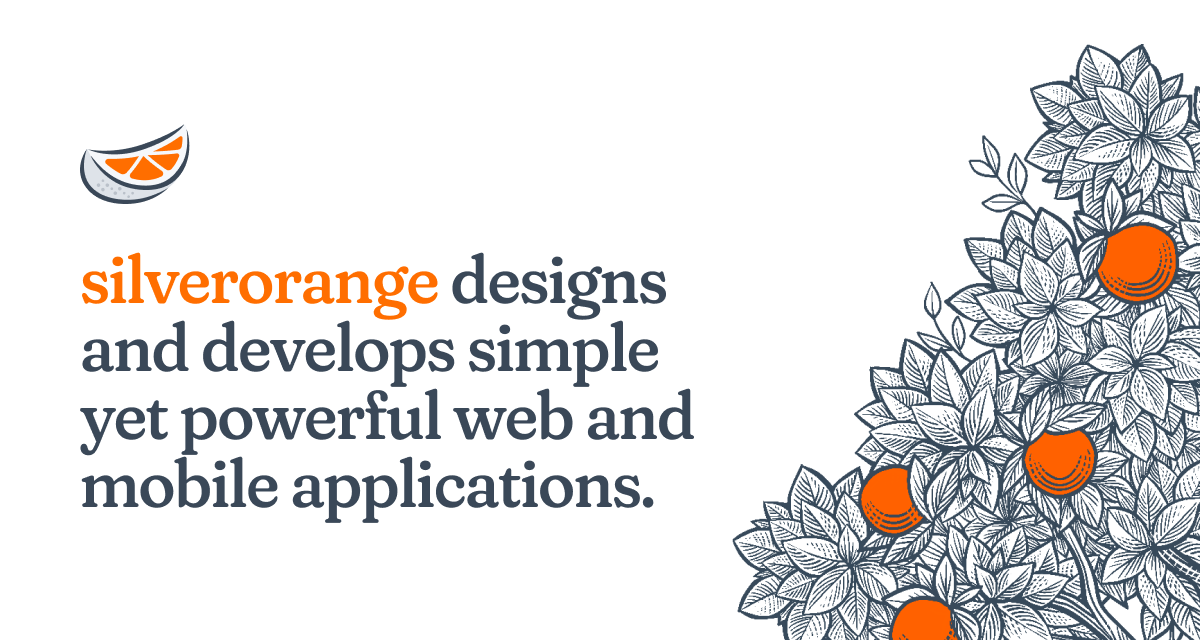 silverorange designs
and develops simple
yet powerful web and
mobile applications.